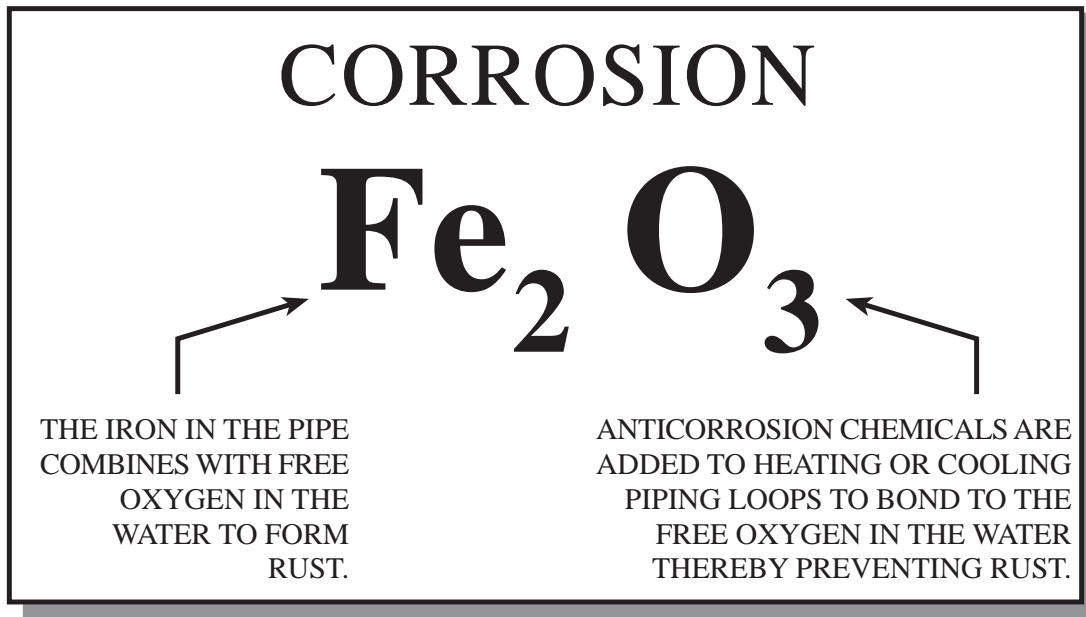 CORROSION
Fe₂ O₃
THE IRON IN THE PIPE
COMBINES WITH FREE
OXYGEN IN THE
WATER TO FORM
RUST.
ANTICORROSION CHEMICALS ARE
ADDED TO HEATING OR COOLING
PIPING LOOPS TO BOND TO THE
FREE OXYGEN IN THE WATER
THEREBY PREVENTING RUST.